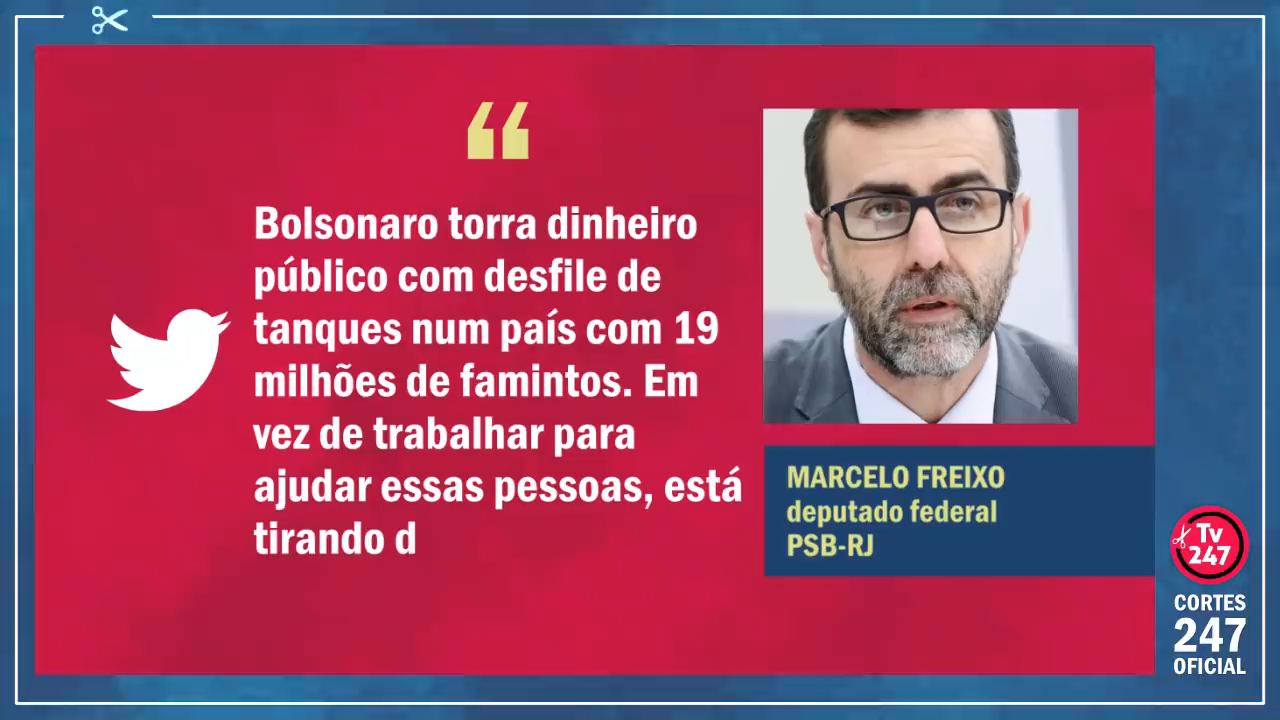 “
Bolsonaro torra dinheiro
público com desfile de
tanques num país com 19
milhões de famintos. Em
vez de trabalhar para
ajudar essas pessoas, está
tirando d
MARCELO FREIXO
deputado federal
PSB-RJ
Tv
247
CORTES
247
OFICIAL